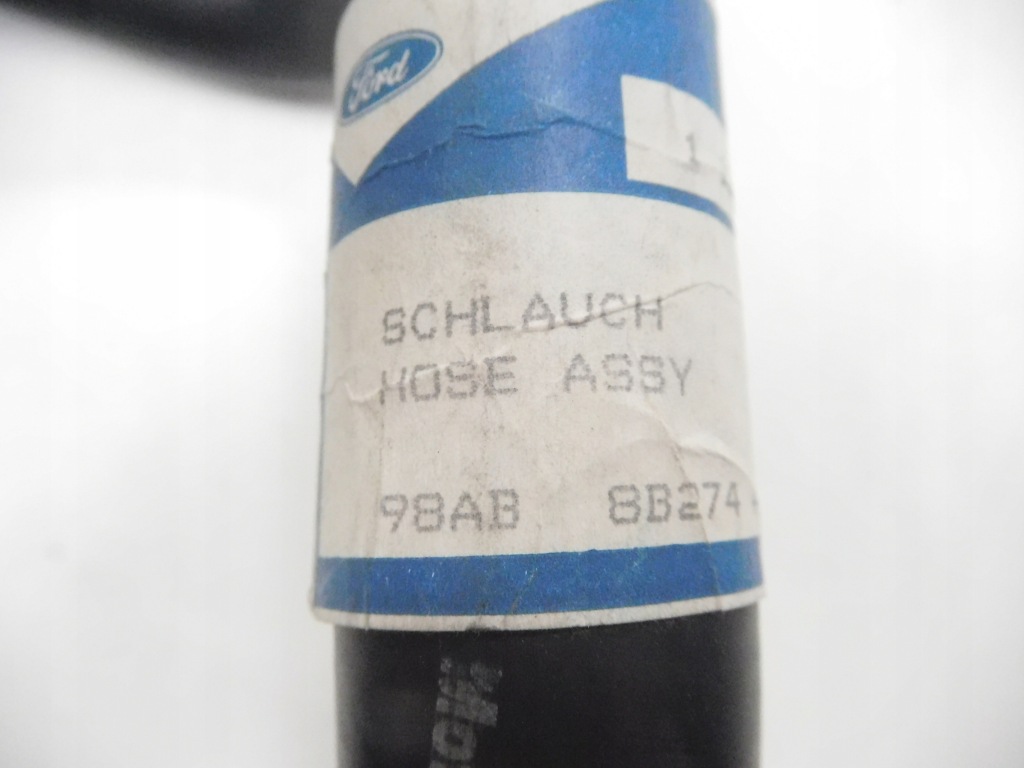 Ford
1
SCHLAUCH
HOSE ASSY
98AB 8B274 -